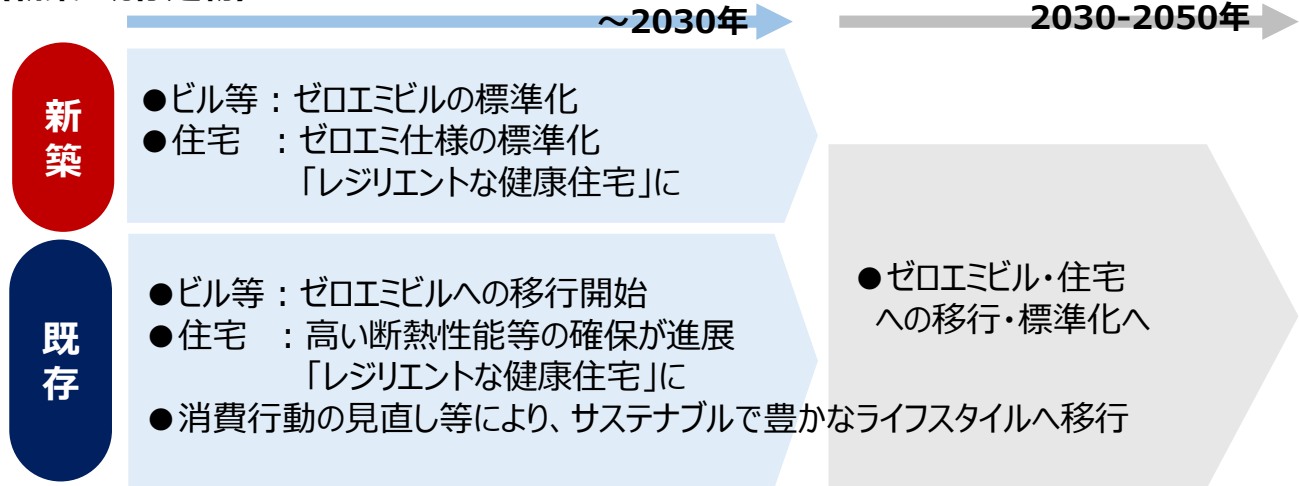 ～2030年
2030-2050年
新築
●ビル等：ゼロエミビルの標準化
●住宅　：ゼロエミ仕様の標準化
「レジリエントな健康住宅」に
既存
●ビル等：ゼロエミビルへの移行開始
●住宅　：高い断熱性能等の確保が進展
「レジリエントな健康住宅」に
●消費行動の見直し等により、サステナブルで豊かなライフスタイルへ移行
●ゼロエミビル・住宅
への移行・標準化へ